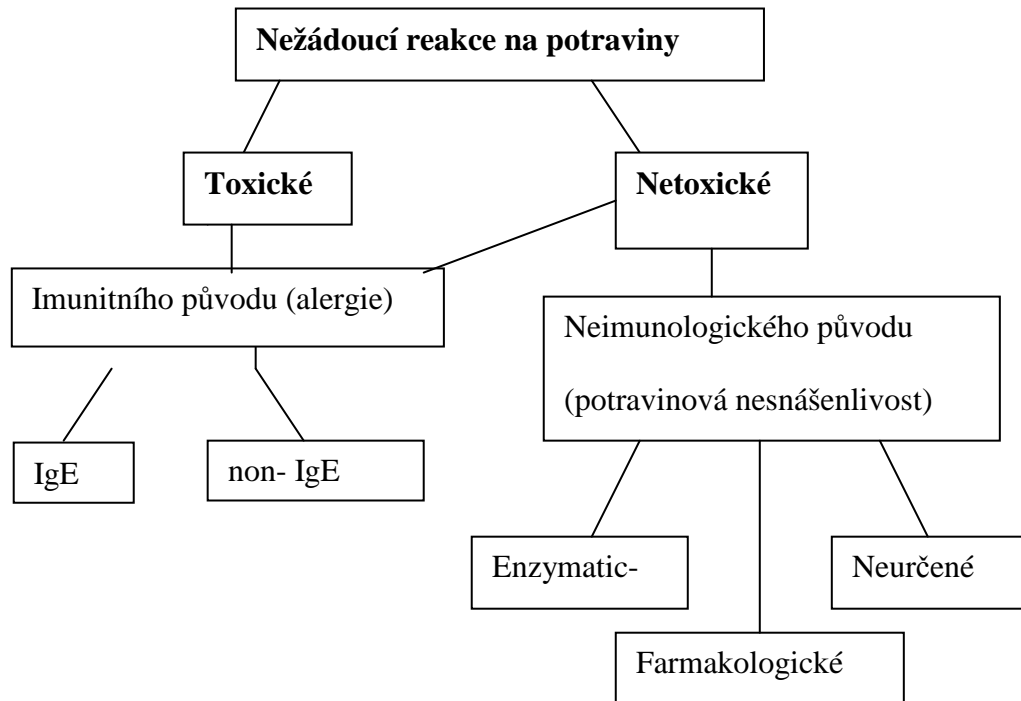 Nežádoucí reakce na potraviny
Toxické
Netoxické
Imunitního původu (alergie)
Neimunologického původu
(potravinová nesnášenlivost)
IgE
non- IgE
Enzymatic-
Neurčené
Farmakologické